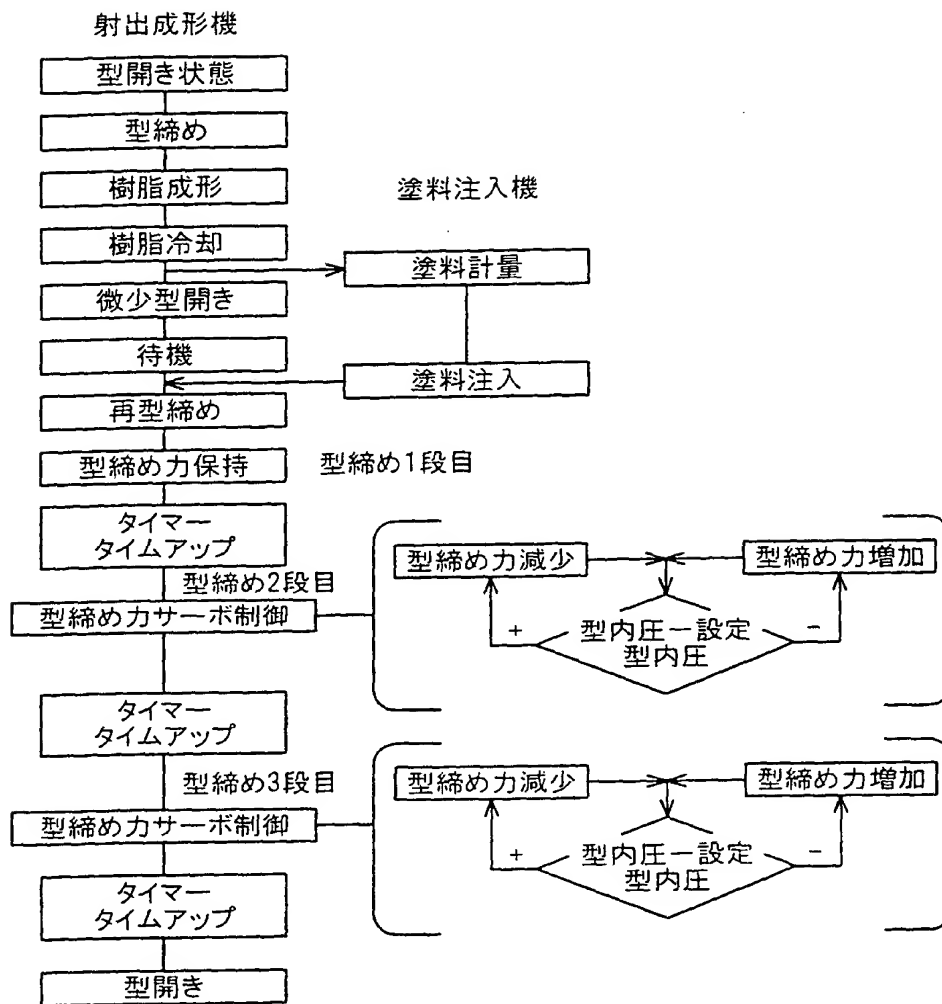 射出成形機
型開き状態
型締め
樹脂成形
塗料注入機
樹脂冷却
塗料計量
微少型開き
待機
塗料注入
再型締め
型締め力保持
型締め1段目
タイマー
タイムアップ
型締め力減少
型締め力増加
型締め2段目
型締め力サーボ制御
+
型内圧ー設定
型内圧
-
タイマー
タイムアップ
型締め3段目
型締め力減少
型締め力増加
型締め力サーボ制御
+
型内圧ー設定
型内圧
-
タイマー
タイムアップ
型開き